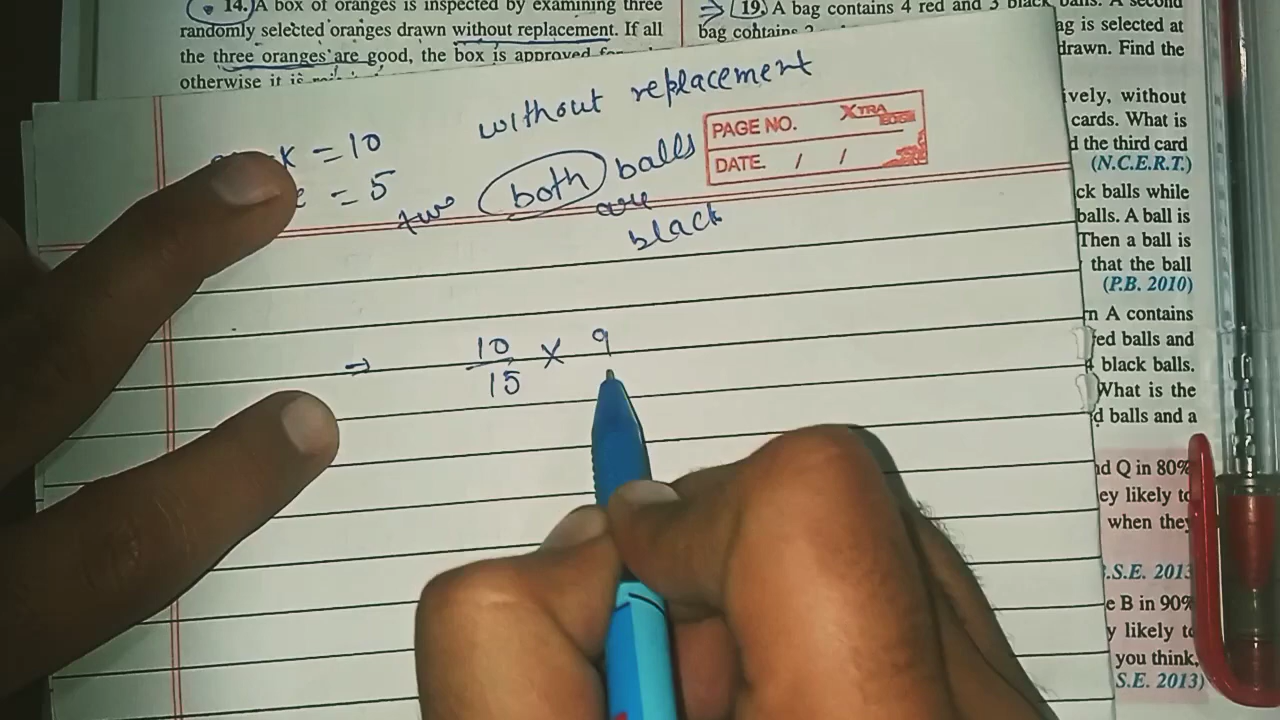 14. A box of oranges is inspected by examining three
randomly selected oranges drawn without replacement. If all
the three oranges are good, the box is approved
otherwise it is
19. A bag contains 4 red and 3 black balls. A second
bag contains
ag is selected at
drawn. Find the
ively, without
cards. What is
d the third card
(N.C.E.R.T.)
ck balls while
balls. A ball is
Then a ball is
that the ball
(P.B. 2010)
n A contains
red balls and
4 black balls.
What is the
d balls and a
nd Q in 80%
ey likely to
when they
.S.E. 2013
e B in 90%
y likely to
you think,
S.E. 2013)
without replacement
= 10
= 5
two both balls
are
black
PAGE NO.
XTRA
EDGE
DATE. / /
⇒ 10/15 × 9